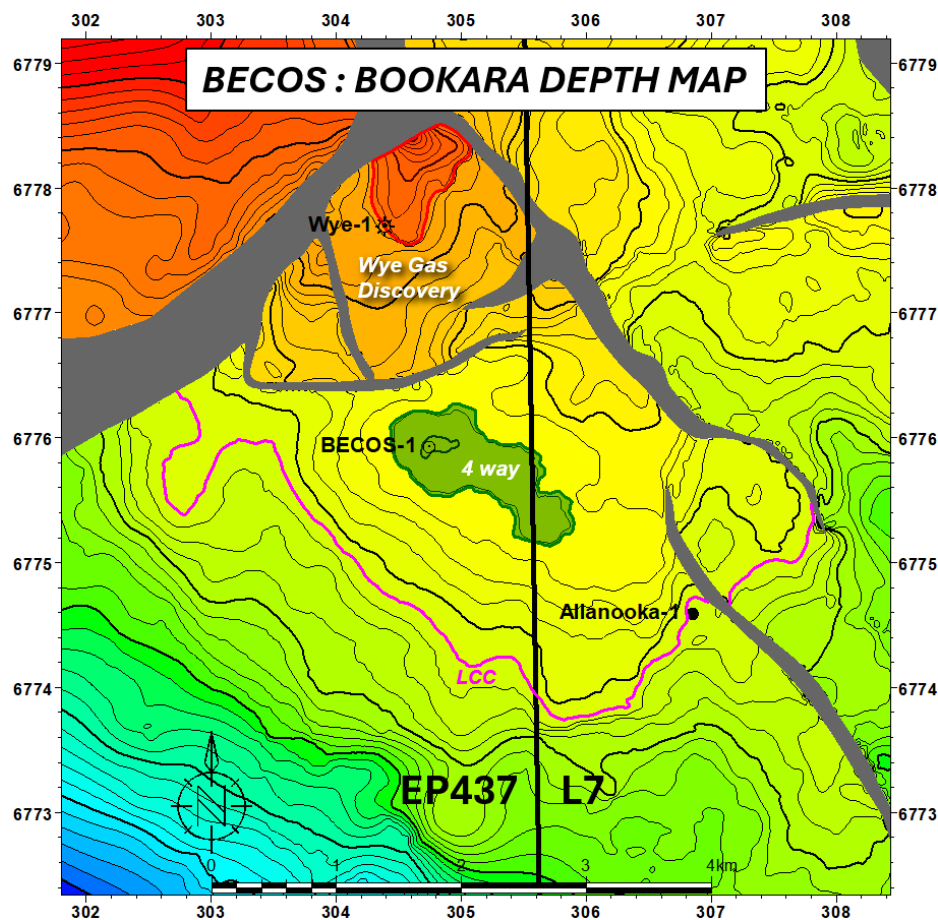 302 303 304 305 306 307 308
6779 6779
BECOS : BOOKARA DEPTH MAP
6778 6778
Wye-1
Wye Gas
Discovery
6777 6777
6776 6776
BECOS-1
4 way
6775 6775
Allanooka-1
6774 6774
LCC
N
EP437 L7
6773 6773
0 1 2 3 4km
302 303 304 305 306 307 308